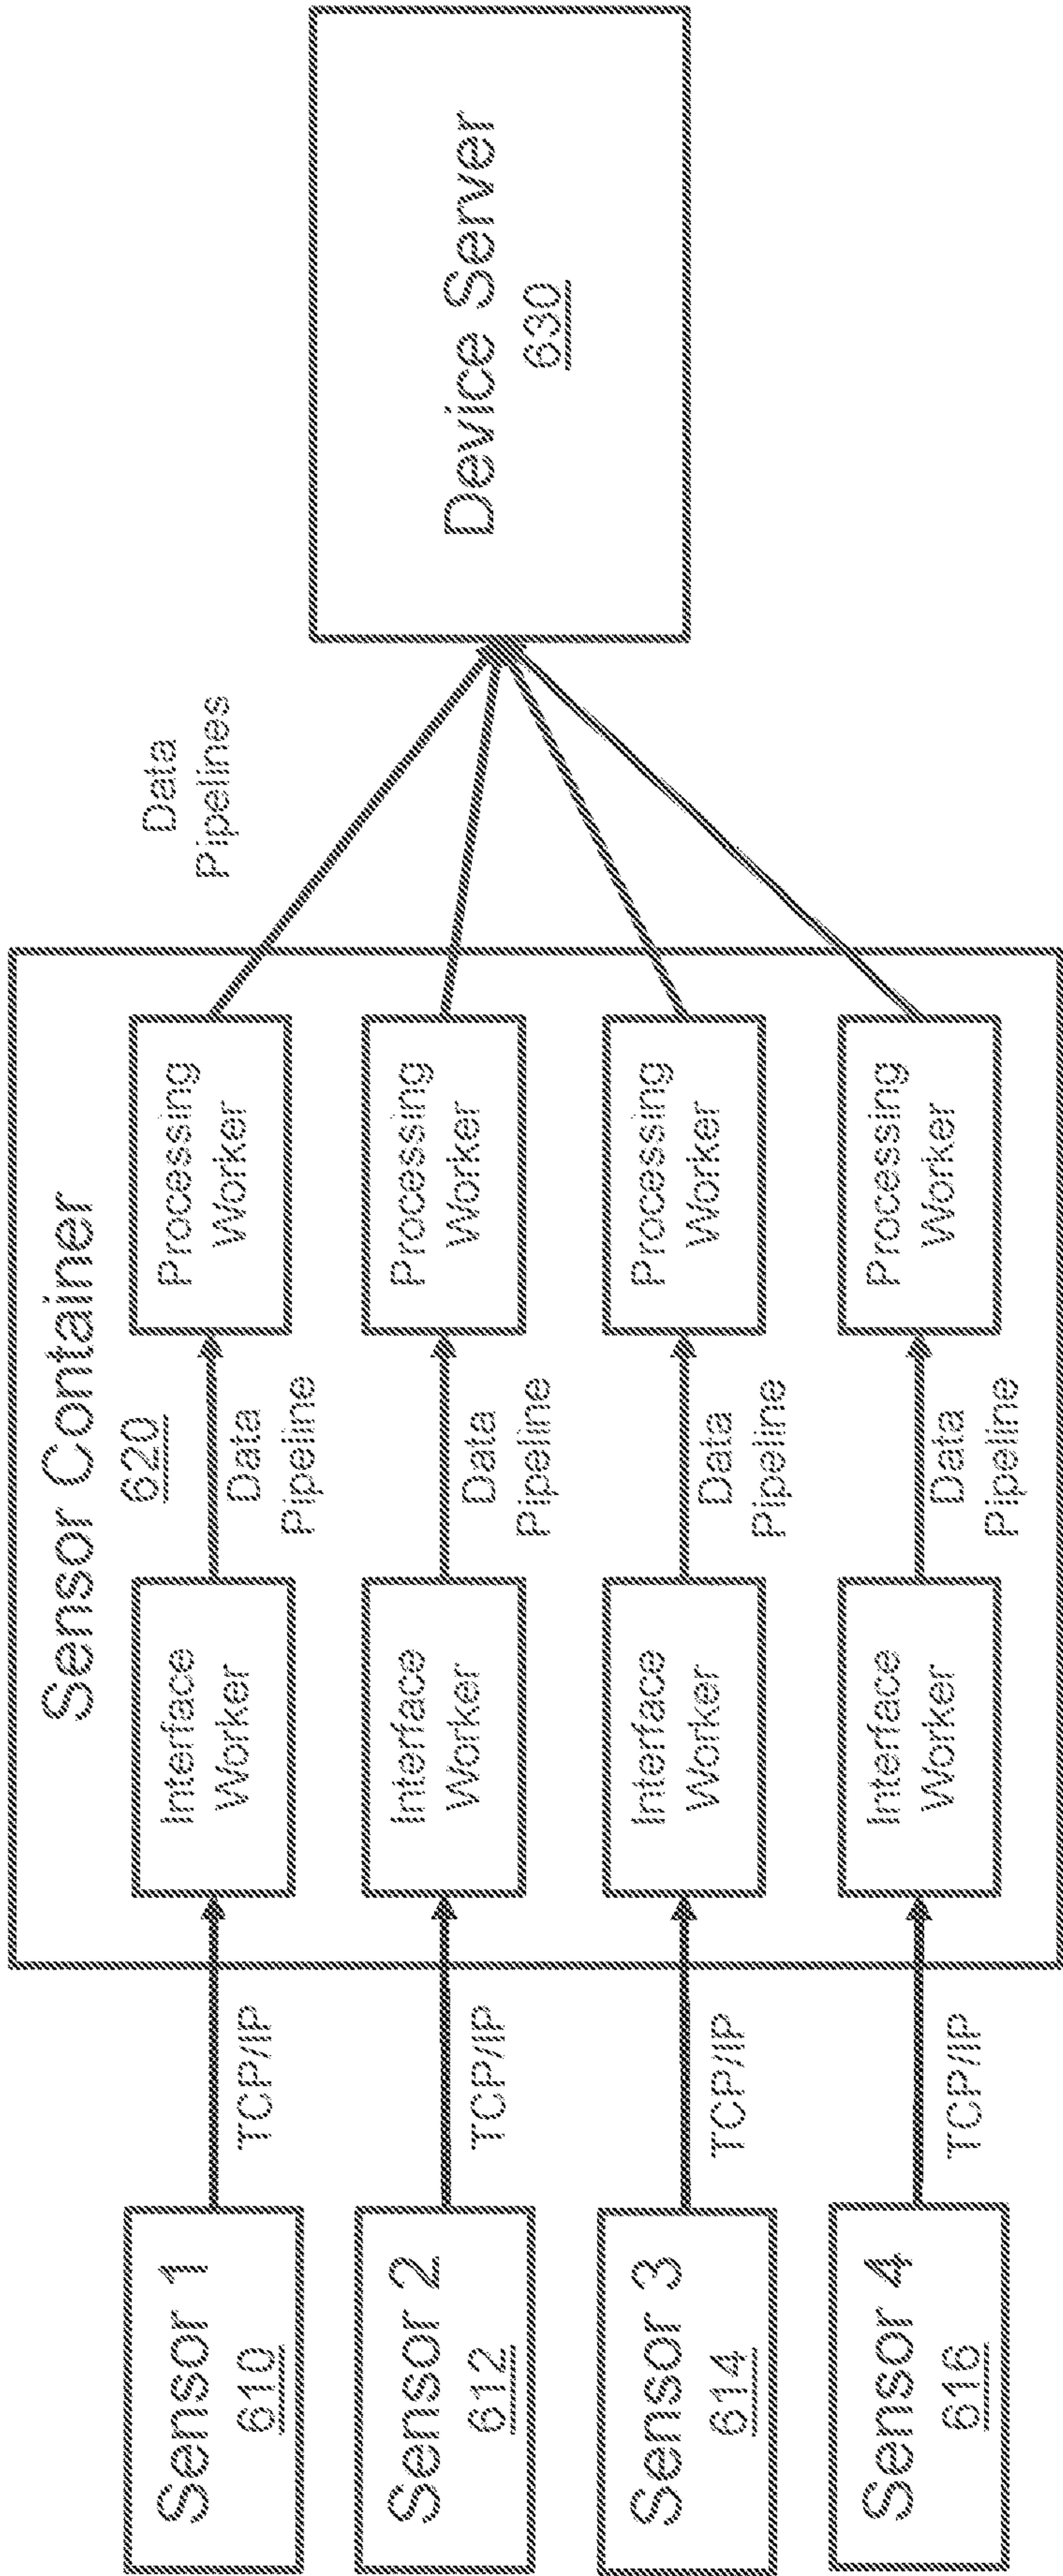 Sensor 1
610
TCP/IP
Sensor 2
612
TCP/IP
Sensor 3
614
TCP/IP
Sensor 4
616
TCP/IP
Sensor Container
620
Interface
Worker
Data
Pipeline
Processing
Worker
Interface
Worker
Data
Pipeline
Processing
Worker
Interface
Worker
Data
Pipeline
Processing
Worker
Interface
Worker
Data
Pipeline
Processing
Worker
Data
Pipelines
Device Server
630